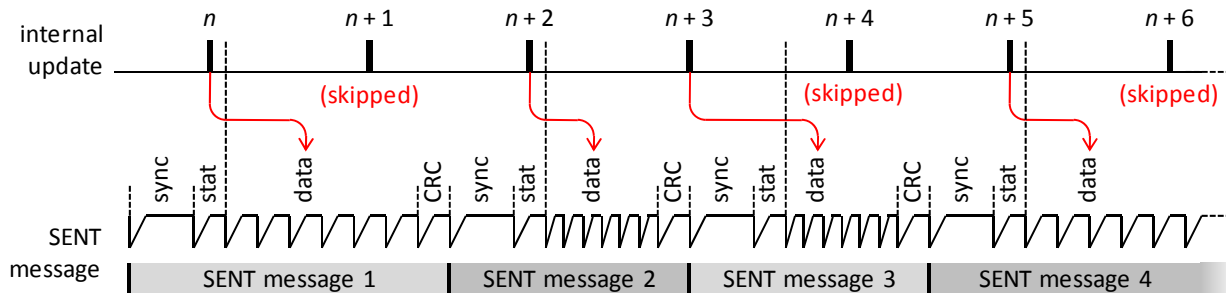 n
n + 1
n + 2
n + 3
n + 4
n + 5
n + 6
internal
update
(skipped)
(skipped)
(skipped)
sync
stat
data
CRC
sync
stat
data
CRC
sync
stat
data
CRC
sync
stat
data
SENT
message
SENT message 1
SENT message 2
SENT message 3
SENT message 4